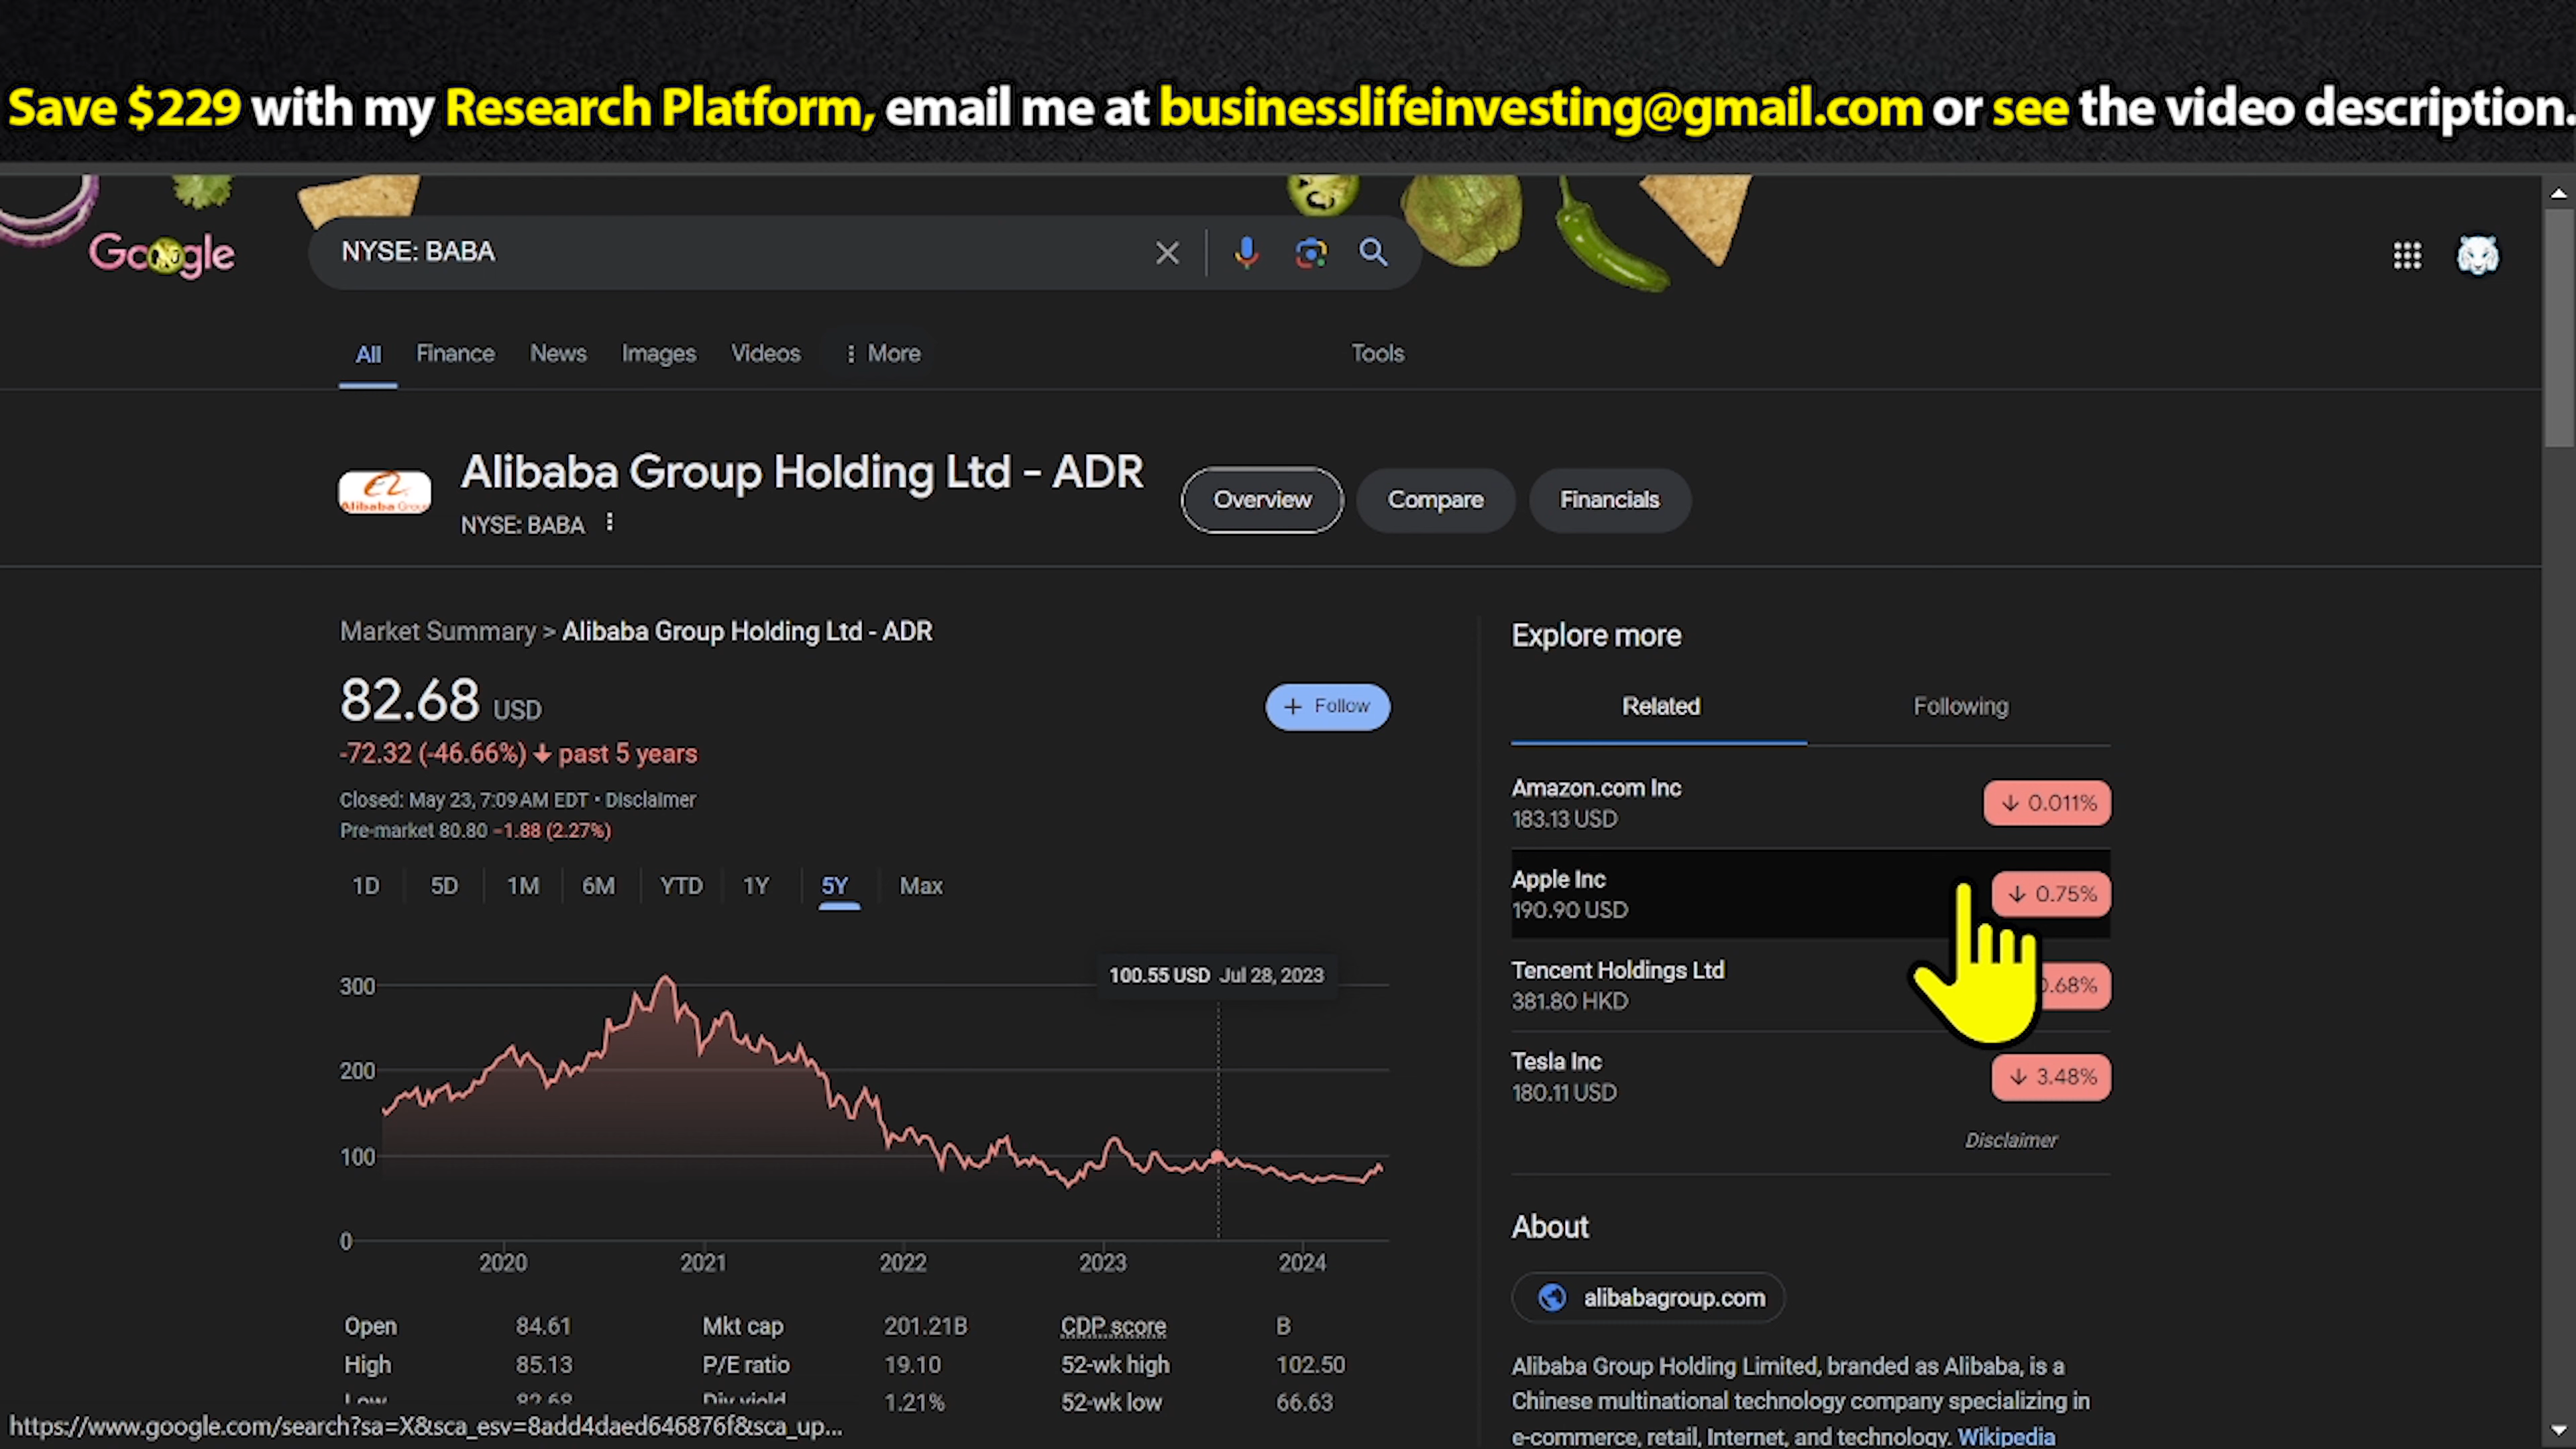 Save $229 with my Research Platform, email me at businesslifeinvesting@gmail.com or see the video description.
Google
NYSE: BABA
All Finance News Images Videos More Tools
Alibaba Group
Alibaba Group Holding Ltd - ADR
NYSE: BABA
Overview Compare Financials
Market Summary > Alibaba Group Holding Ltd - ADR
82.68 USD
+ Follow
-72.32 (-46.66%) ↓ past 5 years
Closed: May 23, 7:09 AM EDT • Disclaimer
Pre-market 80.80 −1.88 (2.27%)
1D 5D 1M 6M YTD 1Y 5Y Max
100.55 USD Jul 28, 2023
300
200
100
0
2020 2021 2022 2023 2024
Open 84.61 Mkt cap 201.21B CDP score B
High 85.13 P/E ratio 19.10 52-wk high 102.50
Low 82.68 Div yield 1.21% 52-wk low 66.63
Explore more
Related Following
Amazon.com Inc
183.13 USD
↓ 0.011%
Apple Inc
190.90 USD
↓ 0.75%
Tencent Holdings Ltd
381.80 HKD
.68%
Tesla Inc
180.11 USD
↓ 3.48%
Disclaimer
About
alibabagroup.com
Alibaba Group Holding Limited, branded as Alibaba, is a
Chinese multinational technology company specializing in
e-commerce, retail, Internet, and technology. Wikipedia
https://www.google.com/search?sa=X&sca_esv=8add4daed646876f&sca_up...